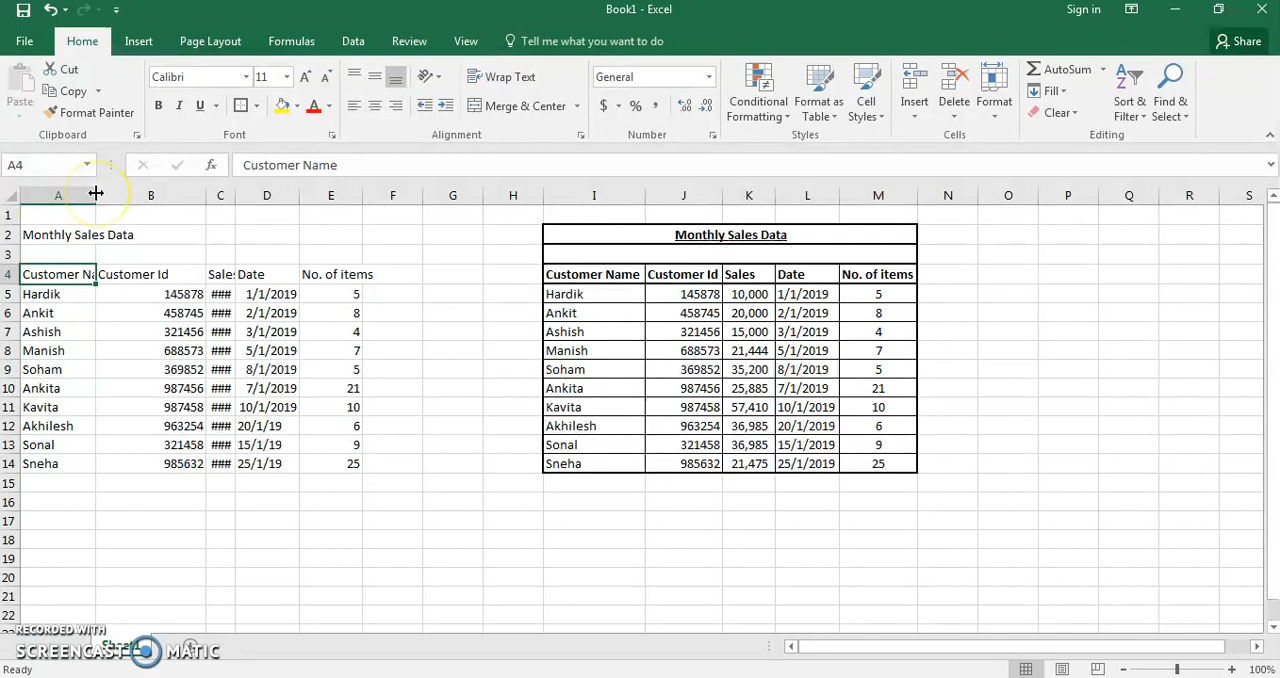 Book1 - Excel
Sign in
File Home Insert Page Layout Formulas Data Review View Tell me what you want to do Share
Cut
Copy
Format Painter
Paste
Calibri 11
B I U
Wrap Text
Merge & Center
General
$ % ,
Conditional Formatting
Format as Table
Cell Styles
Insert Delete Format
AutoSum
Fill
Clear
Sort & Filter
Find & Select
Clipboard Font Alignment Number Styles Cells Editing
A4 fx Customer Name
A B C D E F G H I J K L M N O P Q R S
1
2 Monthly Sales Data Monthly Sales Data
3
4 Customer Na Customer Id Sales Date No. of items Customer Name Customer Id Sales Date No. of items
5 Hardik 145878 ### 1/1/2019 5 Hardik 145878 10,000 1/1/2019 5
6 Ankit 458745 ### 2/1/2019 8 Ankit 458745 20,000 2/1/2019 8
7 Ashish 321456 ### 3/1/2019 4 Ashish 321456 15,000 3/1/2019 4
8 Manish 688573 ### 5/1/2019 7 Manish 688573 21,444 5/1/2019 7
9 Soham 369852 ### 8/1/2019 5 Soham 369852 35,200 8/1/2019 5
10 Ankita 987456 ### 7/1/2019 21 Ankita 987456 25,885 7/1/2019 21
11 Kavita 987458 ### 10/1/2019 10 Kavita 987458 57,410 10/1/2019 10
12 Akhilesh 963254 ### 20/1/19 6 Akhilesh 963254 36,985 20/1/2019 6
13 Sonal 321458 ### 15/1/19 9 Sonal 321458 36,985 15/1/2019 9
14 Sneha 985632 ### 25/1/19 25 Sneha 985632 21,475 25/1/2019 25
15
16
17
18
19
20
21
22
RECORDED WITH
SCREENCAST MATIC
Ready 100%